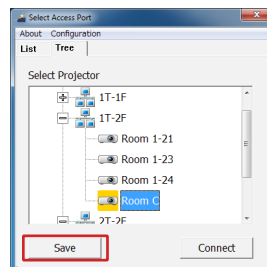 Select Access Port
About Configuration
List Tree
Select Projector
1T-1F
1T-2F
Room 1-21
Room 1-23
Room 1-24
Room C
2T-2F
Save Connect